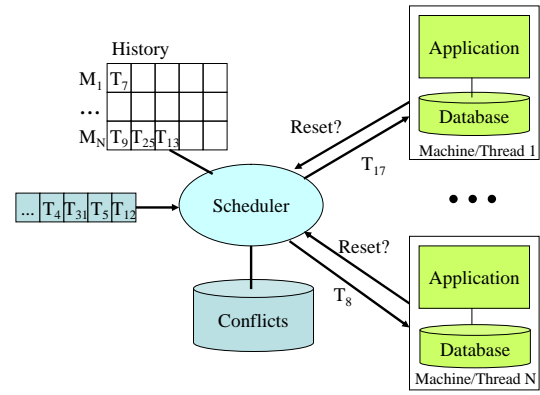 History
M1 T7
...
MN T9 T25 T13
Application
Database
Machine/Thread 1
Reset?
T17
... T4 T31 T5 T12
Scheduler
• • •
Reset?
T8
Conflicts
Application
Database
Machine/Thread N